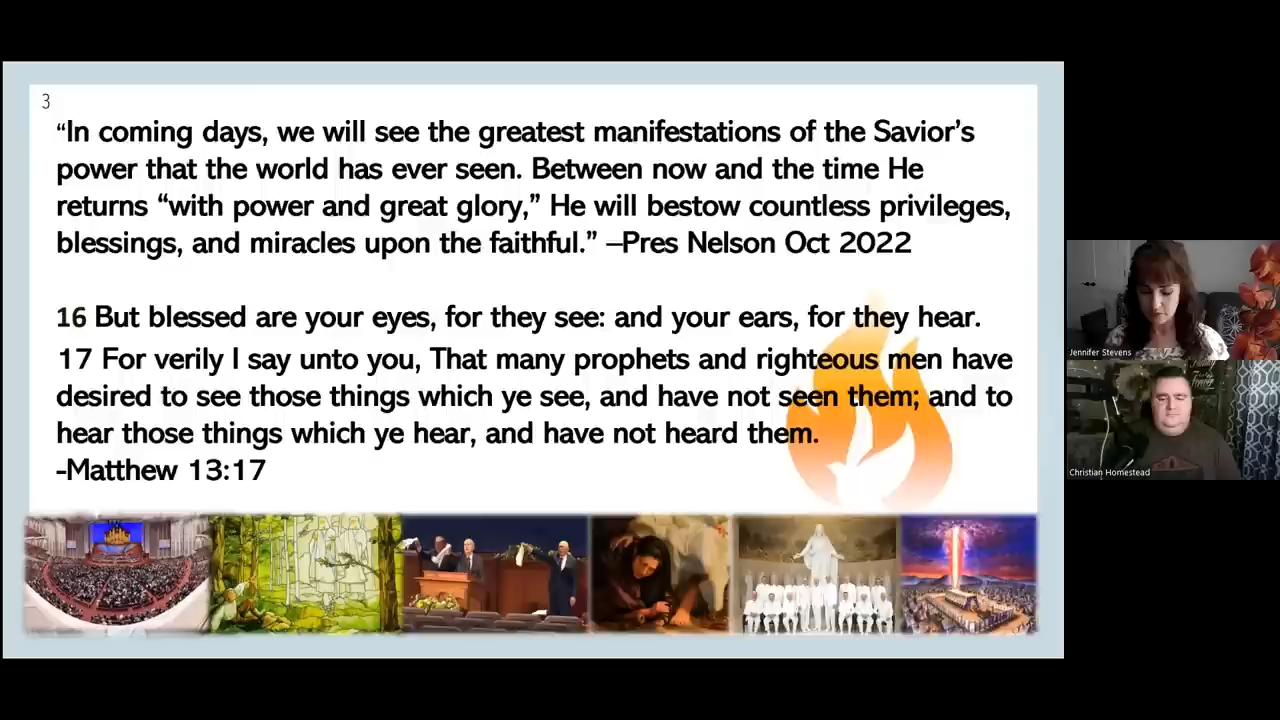 3
“In coming days, we will see the greatest manifestations of the Savior’s
power that the world has ever seen. Between now and the time He
returns “with power and great glory,” He will bestow countless privileges,
blessings, and miracles upon the faithful.” –Pres Nelson Oct 2022
16 But blessed are your eyes, for they see: and your ears, for they hear.
17 For verily I say unto you, That many prophets and righteous men have
desired to see those things which ye see, and have not seen them; and to
hear those things which ye hear, and have not heard them.
-Matthew 13:17
Jennifer Stevens
Christian Homestead